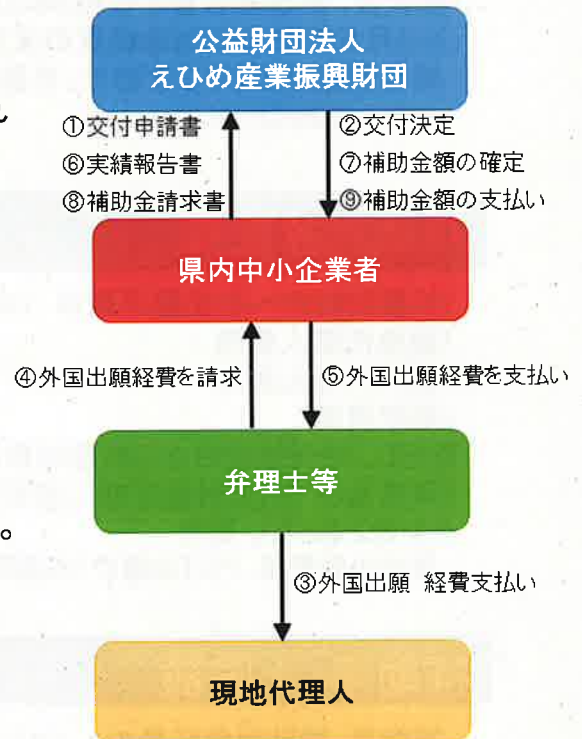 公益財団法人
えひめ産業振興財団
ん
①交付申請書
②交付決定
⑥実績報告書
⑦補助金額の確定
⑧補助金請求書
⑨補助金額の支払い
県内中小企業者
④外国出願経費を請求
⑤外国出願経費を支払い
弁理士等
。
③外国出願 経費支払い
現地代理人